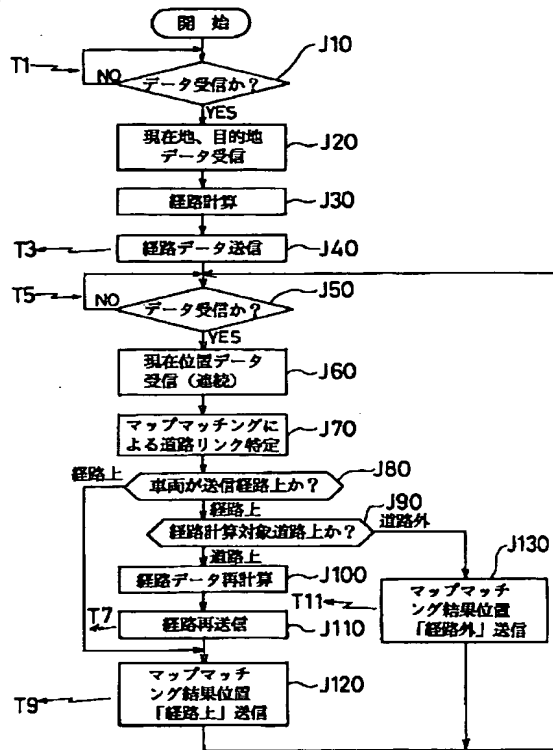 開 始
J10
T1
NO
データ受信か?
YES
現在地、目的地
データ受信
J20
経路計算
J30
T3
経路データ送信
J40
T5
NO
データ受信か?
J50
YES
現在位置データ
受信(連続)
J60
マップマッチングに
よる道路リンク特定
J70
経路上
車両が送信経路上か?
J80
経路上
J90
経路計算対象道路上か?
道路外
道路上
経路データ再計算
J100
J130
マップマッチ
ング結果位置
「経路外」送信
T11
T7
経路再送信
J110
マップマッチ
ング結果位置
「経路上」送信
J120
T9